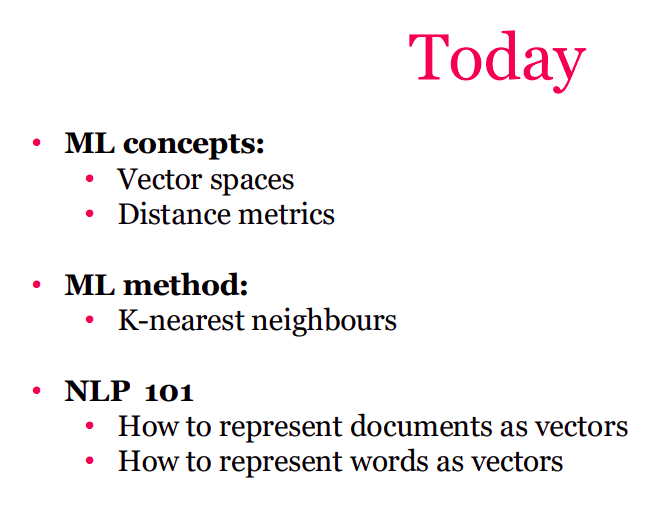 Today
• ML concepts:
• Vector spaces
• Distance metrics
• ML method:
• K-nearest neighbours
• NLP 101
• How to represent documents as vectors
• How to represent words as vectors